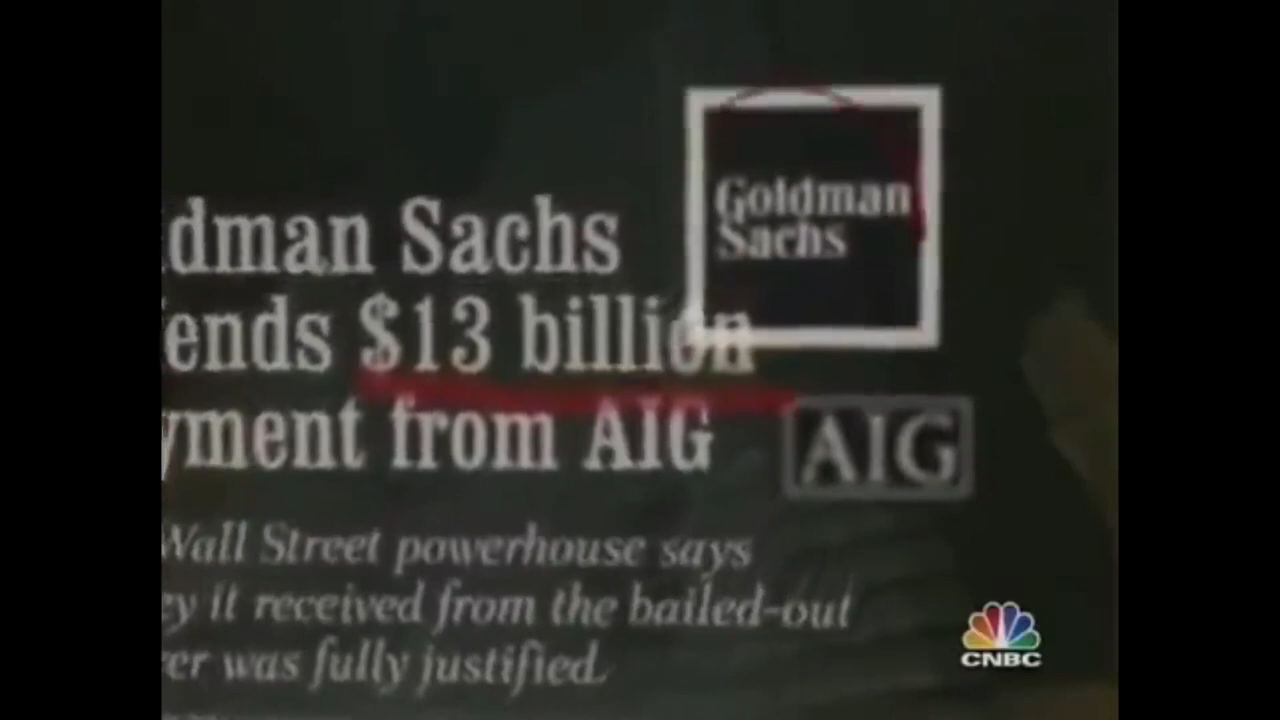 dman Sachs
ends $13 billion
yment from AIG
Goldman
Sachs
AIG
Wall Street powerhouse says
ey it received from the bailed-out
er was fully justified.
CNBC